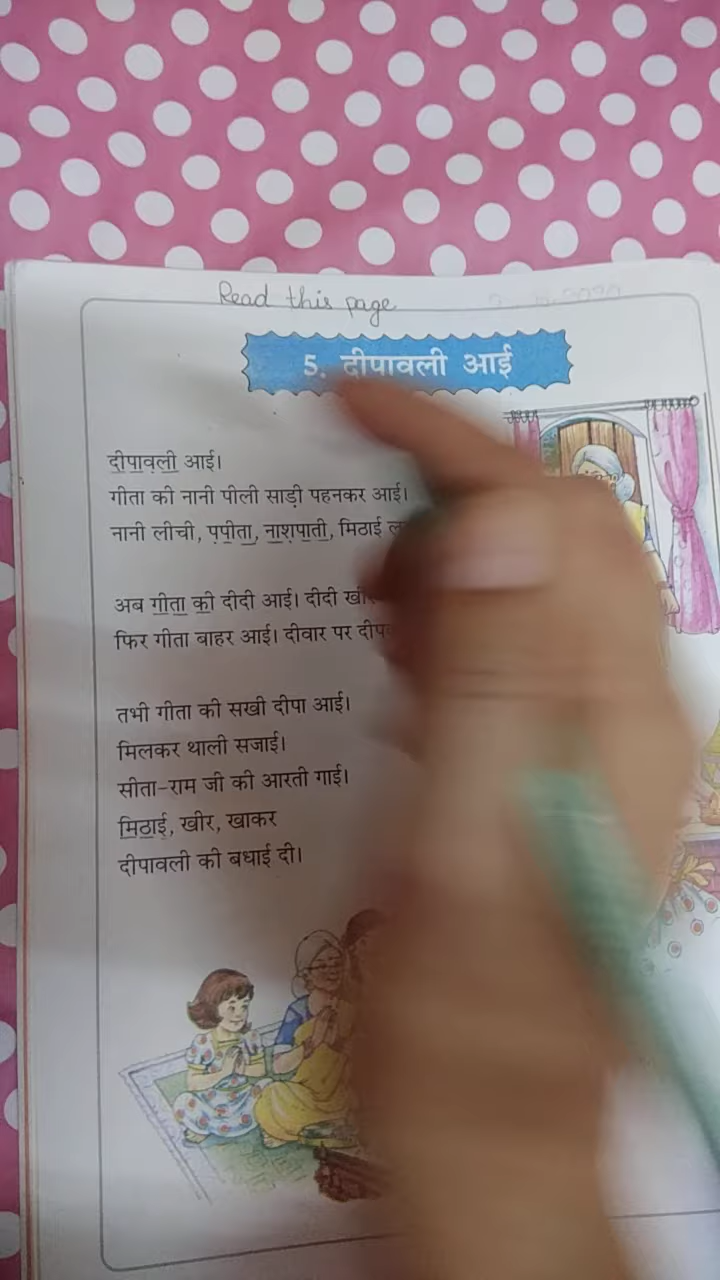 Read this page
5. दीपावली आई
दीपावली आई।
गीता की नानी पीली साड़ी पहनकर आई।
नानी लीची, पपीता, नाशपाती, मिठाई
अब गीता की दीदी आई। दीदी
फिर गीता बाहर आई। दीवार पर
तभी गीता की सखी दीपा आई।
मिलकर थाली सजाई।
सीता-राम जी की आरती गाई।
मिठाई, खीर, खाकर
दीपावली की बधाई दी।